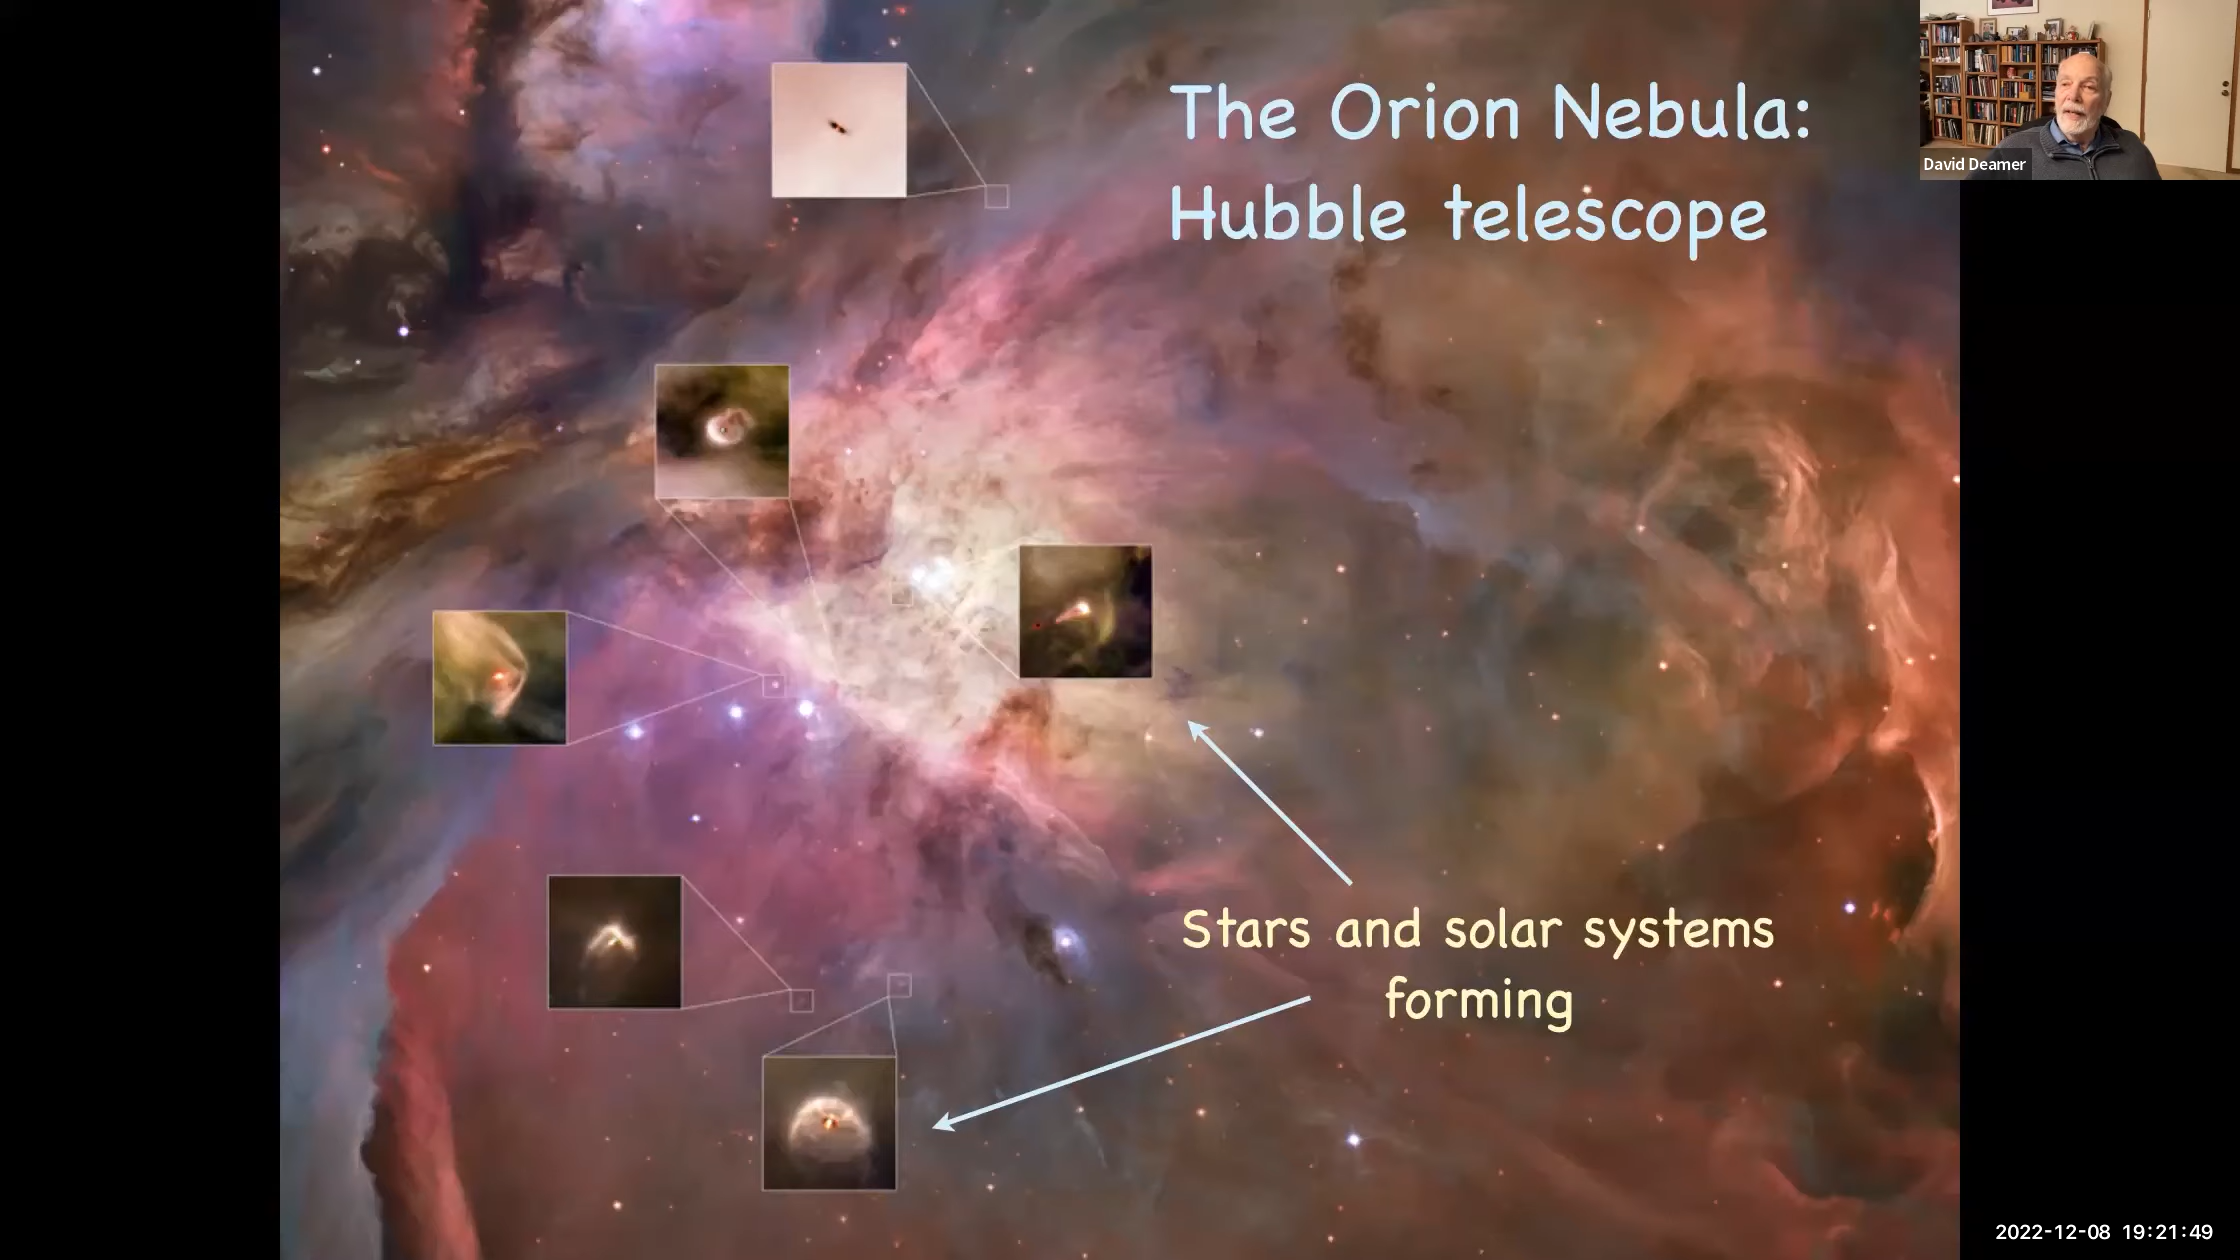 The Orion Nebula:
Hubble telescope
David Deamer
Stars and solar systems
forming
2022-12-08 19:21:49